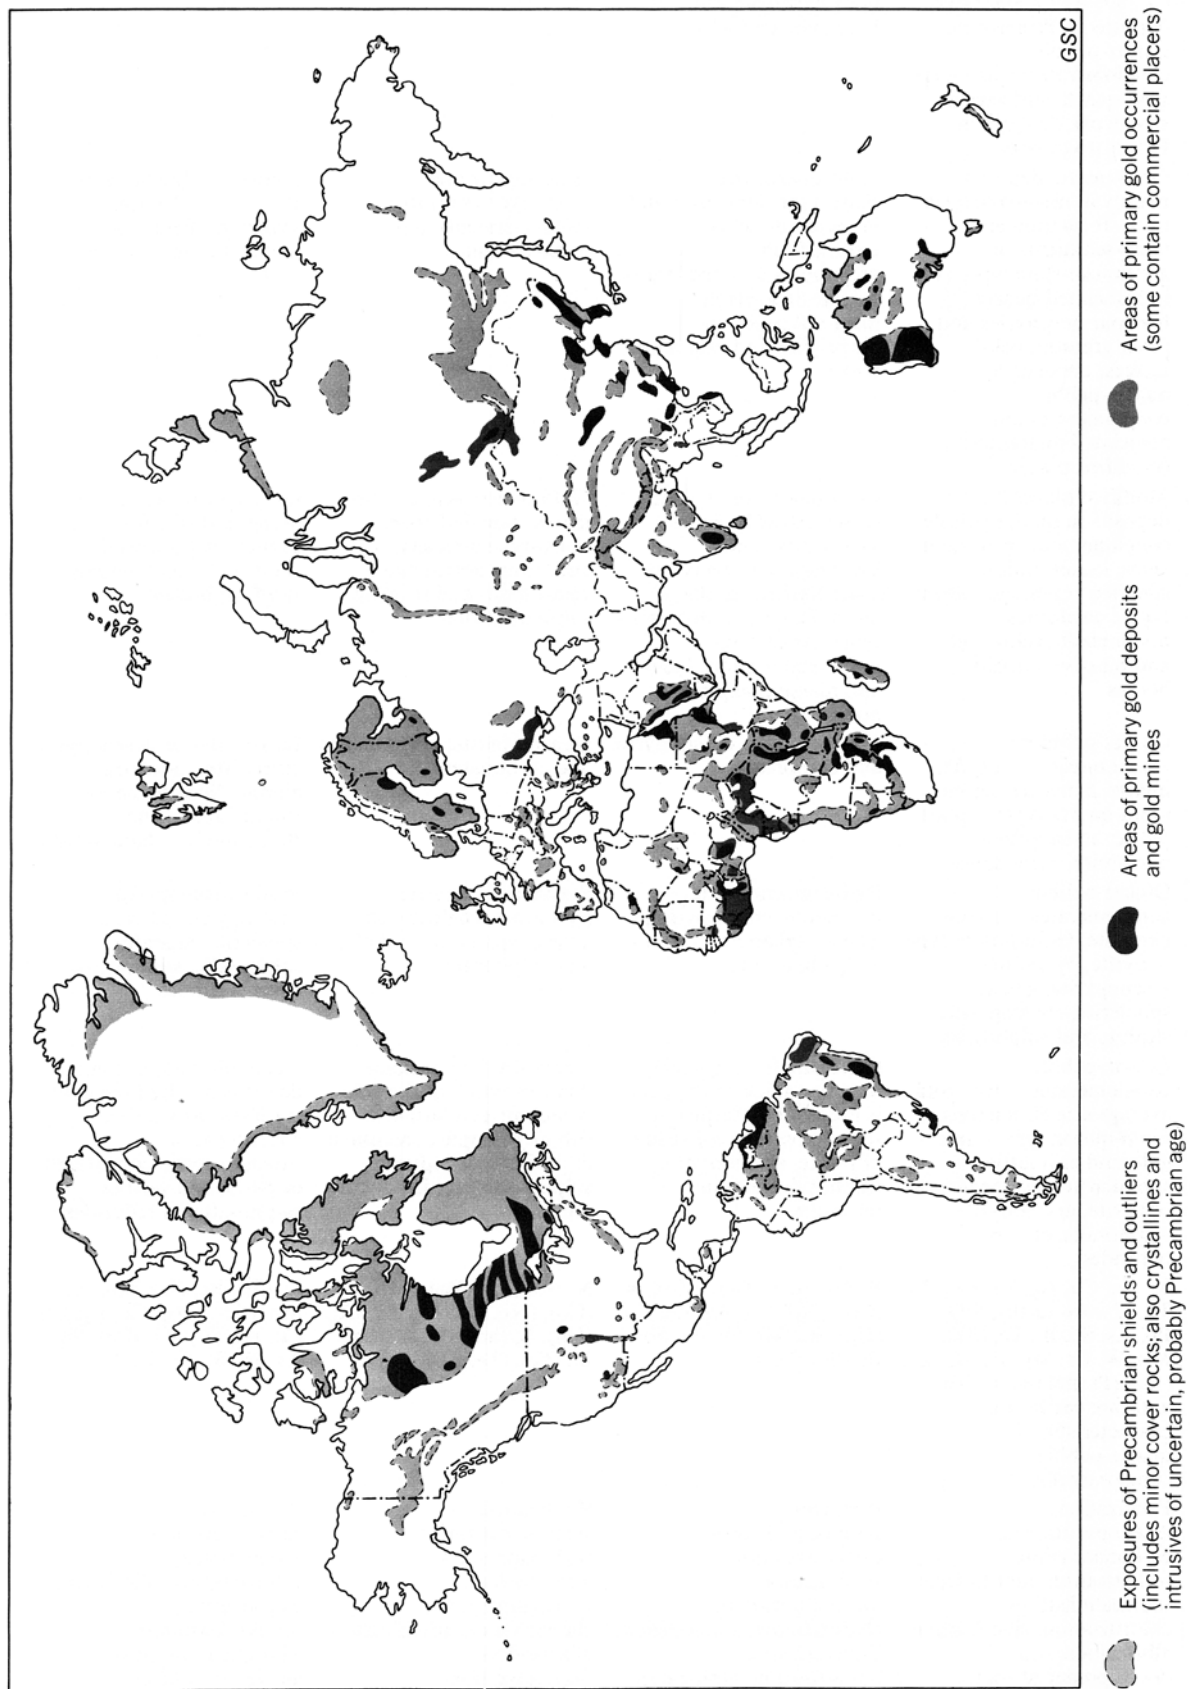 GSC
Exposures of Precambrian shields and outliers
(includes minor cover rocks; also crystallines and
intrusives of uncertain, probably Precambrian age)
Areas of primary gold deposits
and gold mines
Areas of primary gold occurrences
(some contain commercial placers)